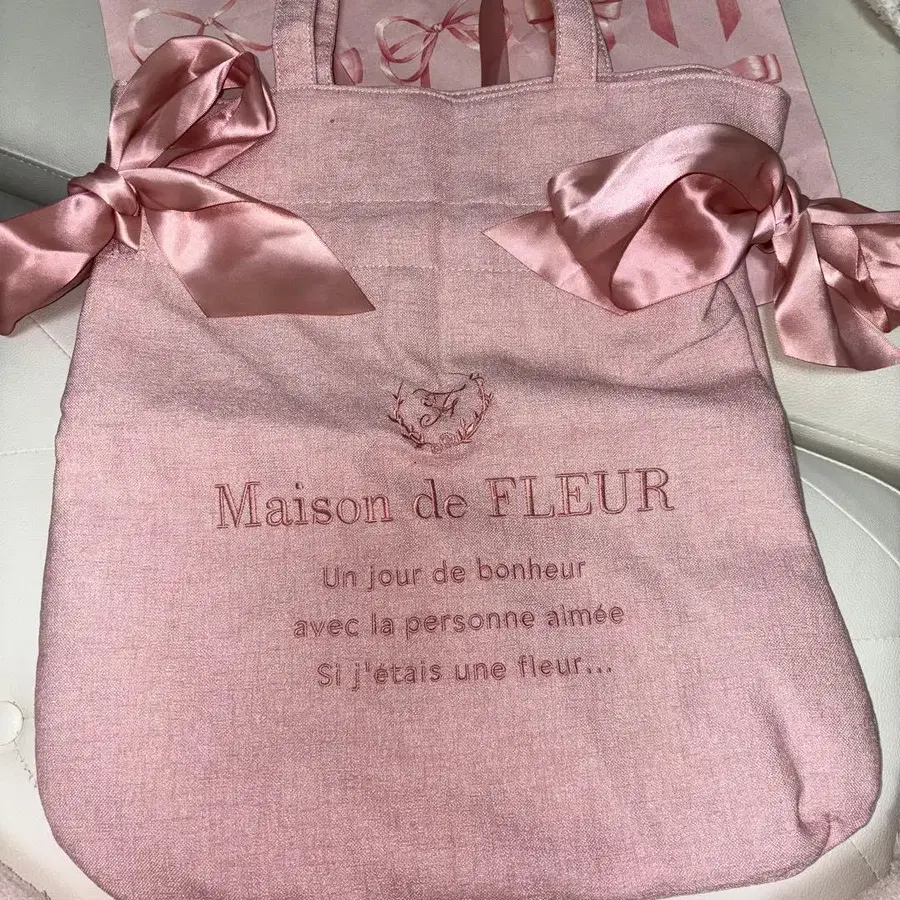 Maison de FLEUR
Un jour de bonheur
avec la personne aimée
Si j'étais une fleur...